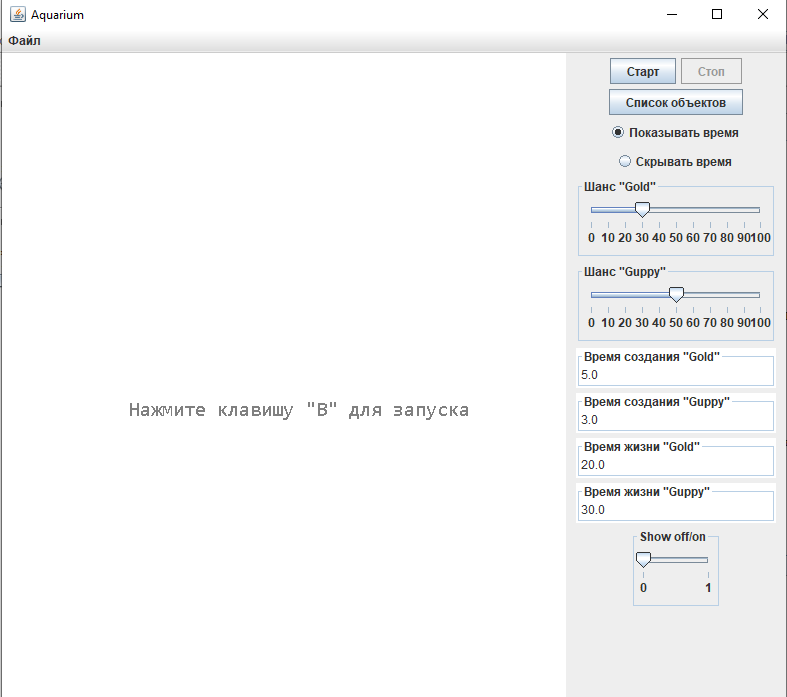 Aquarium
Файл
Старт Стоп
Список объектов
Показывать время
Скрывать время
Шанс "Gold"
0 10 20 30 40 50 60 70 80 90100
Шанс "Guppy"
0 10 20 30 40 50 60 70 80 90100
Время создания "Gold"
5.0
Время создания "Guppy"
3.0
Нажмите клавишу "B" для запуска
Время жизни "Gold"
20.0
Время жизни "Guppy"
30.0
Show off/on
0 1